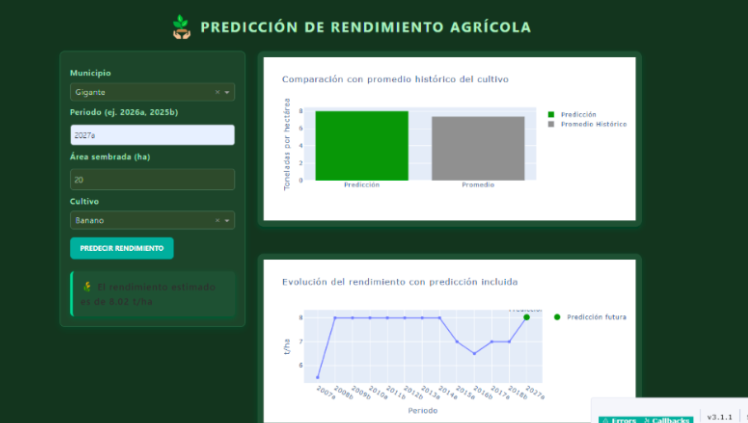 PREDICCIÓN DE RENDIMIENTO AGRÍCOLA
Municipio
Gigante
Periodo (ej. 2026a, 2025b)
2027a
Área sembrada (ha)
20
Cultivo
Banano
PREDECIR RENDIMIENTO
El rendimiento estimado
es de 8.02 t/ha
Comparación con promedio histórico del cultivo
Toneladas por hectárea
8
6
4
2
0
Predicción
Promedio
Predicción
Promedio Histórico
Evolución del rendimiento con predicción incluida
t/ha
8
7
6
2007a
2008b
2009b
2010a
2011b
2012b
2013a
2014a
2015a
2016b
2017a
2018b
2027a
Periodo
Predicción futura
Errors
Callbacks
v3.1.1